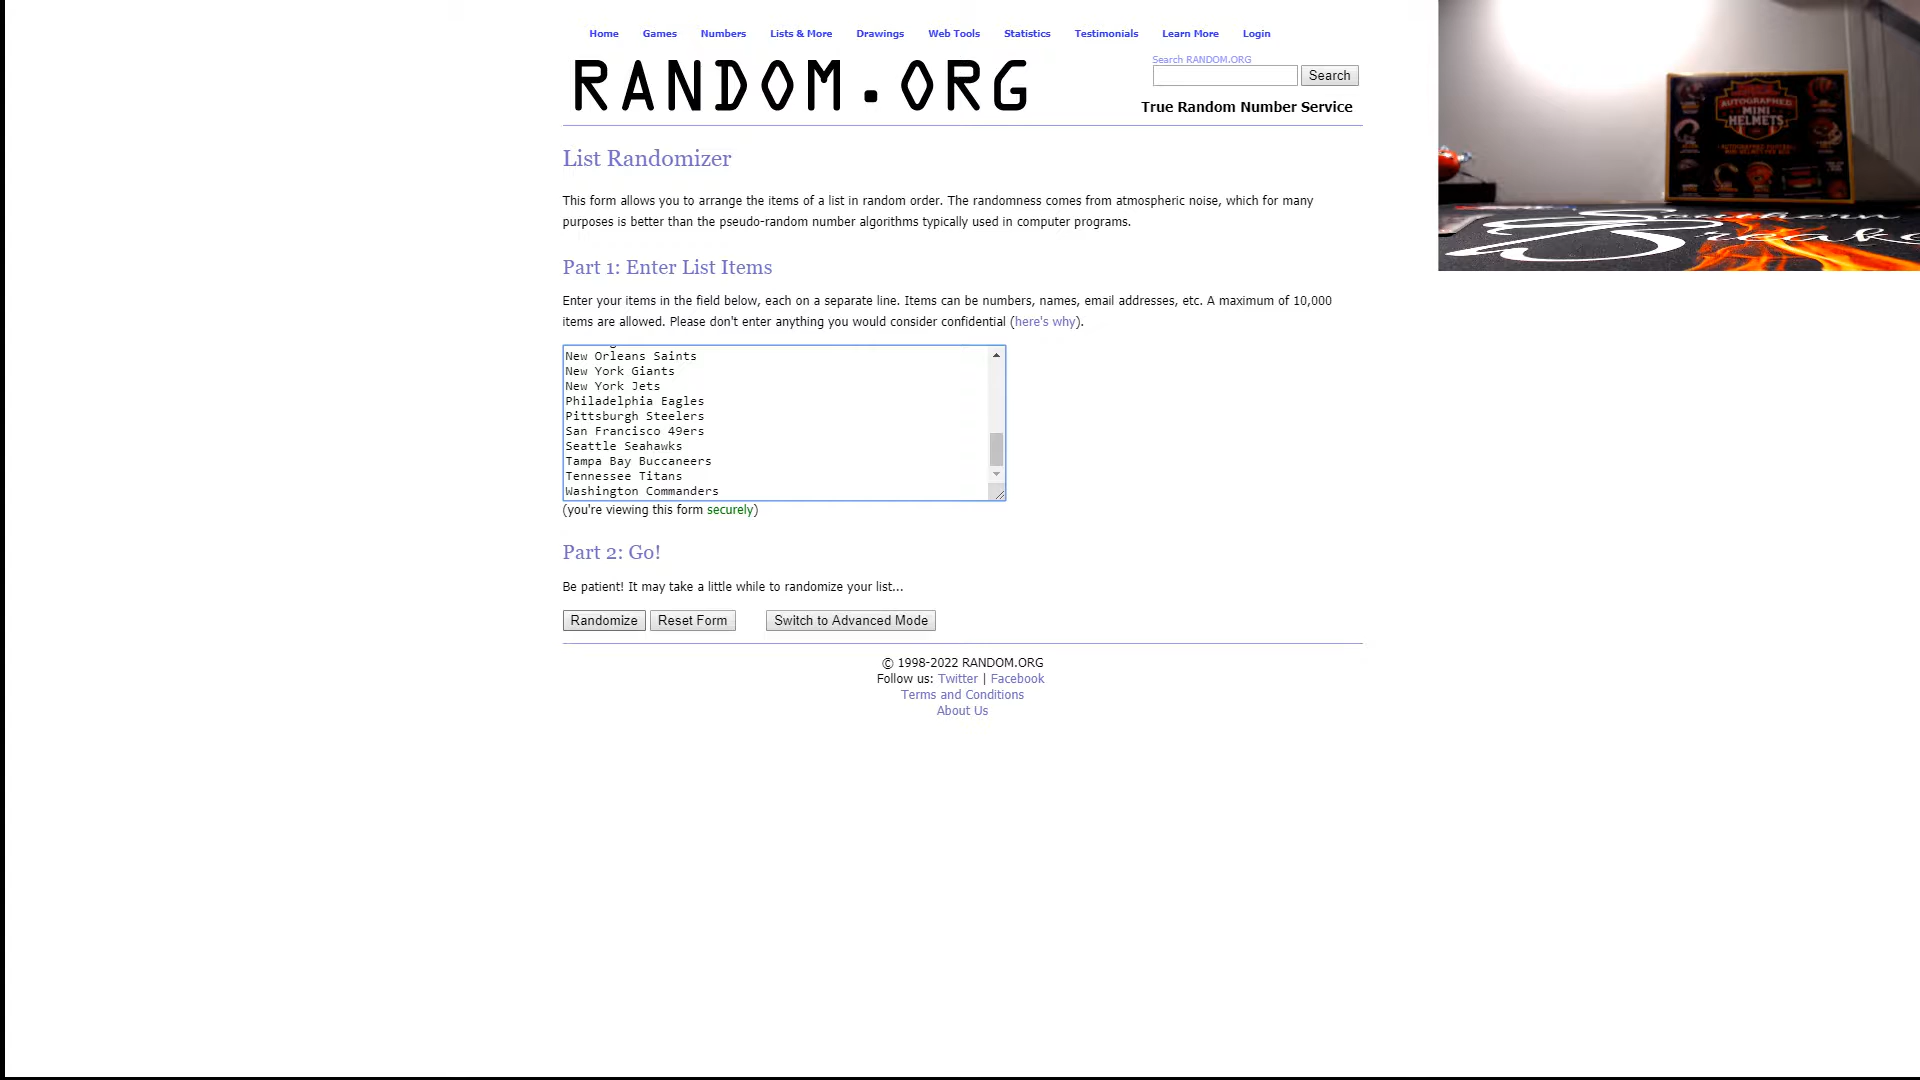 Home Games Numbers Lists & More Drawings Web Tools Statistics Testimonials Learn More Login
RANDOM.ORG
Search RANDOM.ORG
Search
True Random Number Service
List Randomizer
This form allows you to arrange the items of a list in random order. The randomness comes from atmospheric noise, which for many
purposes is better than the pseudo-random number algorithms typically used in computer programs.
Part 1: Enter List Items
Enter your items in the field below, each on a separate line. Items can be numbers, names, email addresses, etc. A maximum of 10,000
items are allowed. Please don't enter anything you would consider confidential (here's why).
New Orleans Saints
New York Giants
New York Jets
Philadelphia Eagles
Pittsburgh Steelers
San Francisco 49ers
Seattle Seahawks
Tampa Bay Buccaneers
Tennessee Titans
Washington Commanders
(you're viewing this form securely)
Part 2: Go!
Be patient! It may take a little while to randomize your list...
Randomize Reset Form Switch to Advanced Mode
© 1998-2022 RANDOM.ORG
Follow us: Twitter | Facebook
Terms and Conditions
About Us
AUTOGRAPHED
MINI
HELMETS
Southern